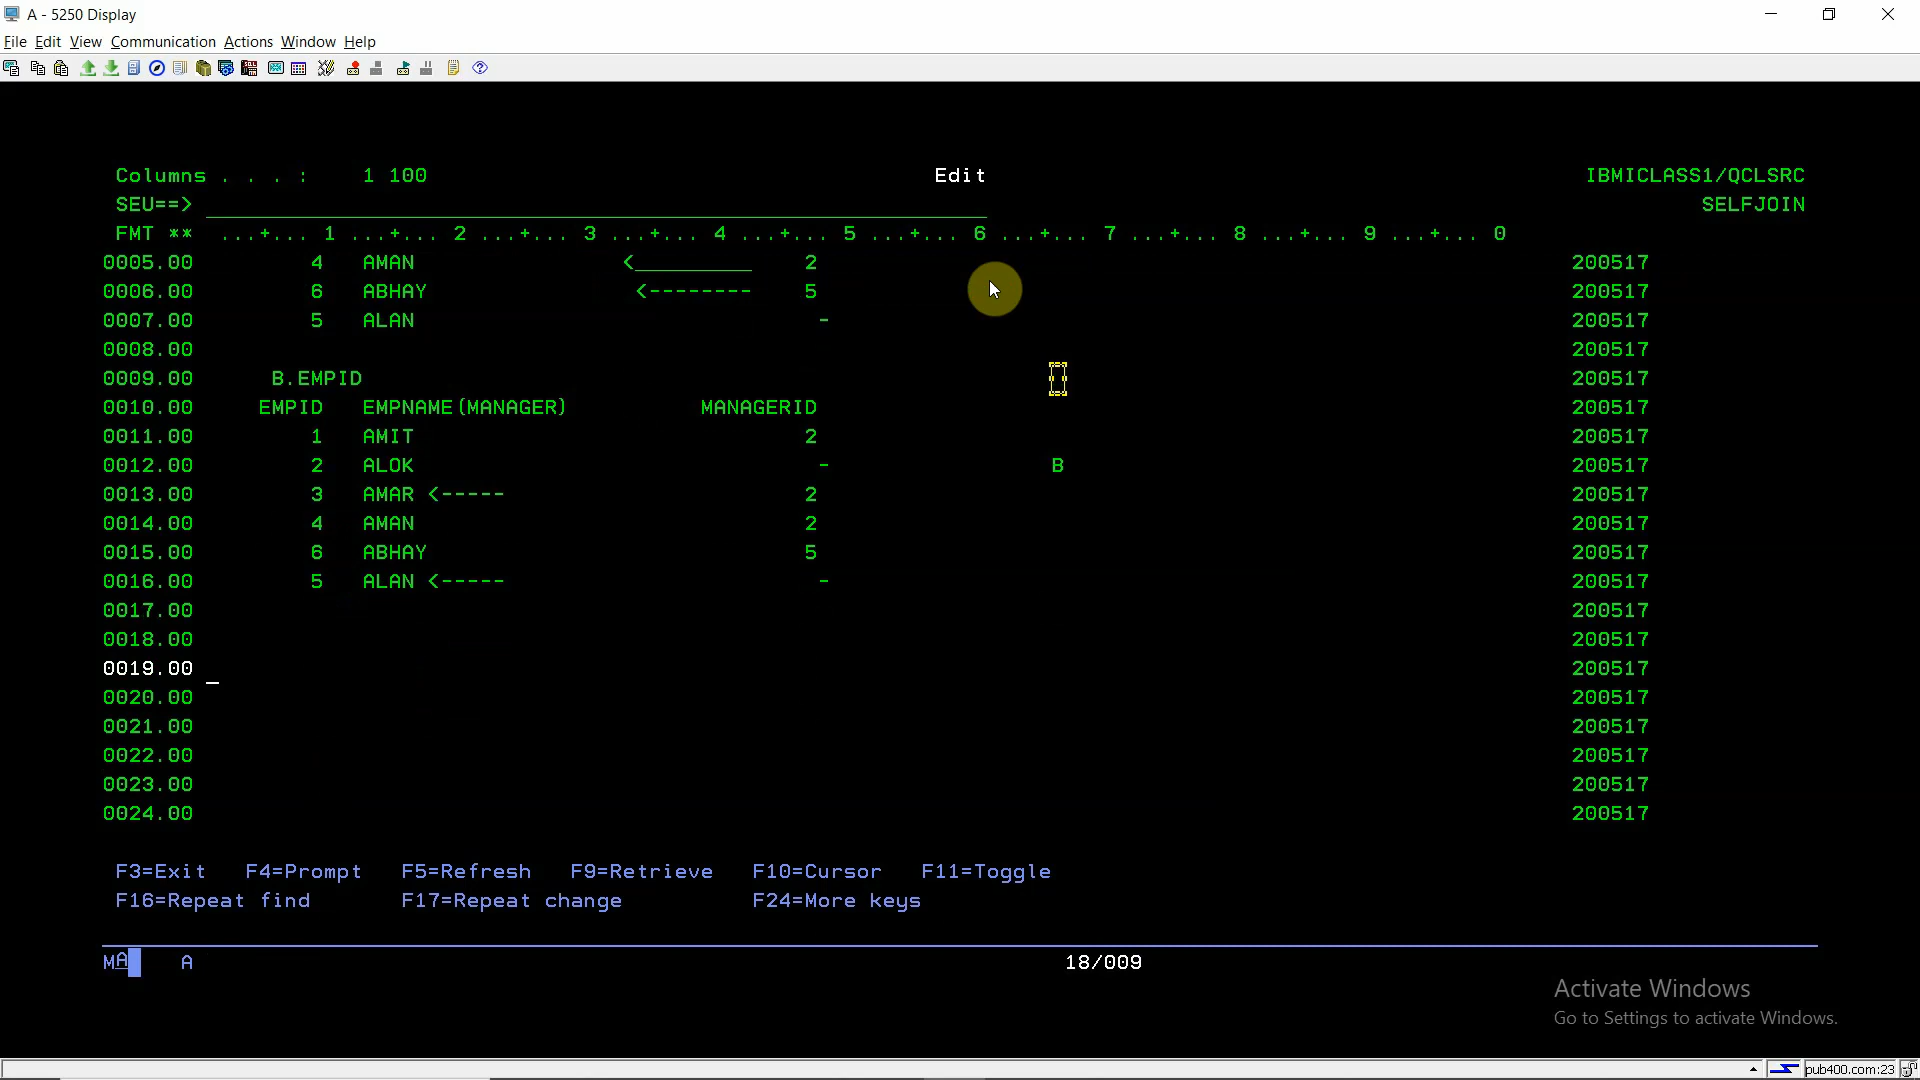 A - 5250 Display
File Edit View Communication Actions Window Help
Columns . . . : 1 100 Edit IBMICLASS1/QCLSRC
SEU==> SELFJOIN
FMT ** ...+... 1 ...+... 2 ...+... 3 ...+... 4 ...+... 5 ...+... 6 ...+... 7 ...+... 8 ...+... 9 ...+... 0
0005.00 4 AMAN <_________ 2 200517
0006.00 6 ABHAY <-------- 5 200517
0007.00 5 ALAN - 200517
0008.00 200517
0009.00 B.EMPID 200517
0010.00 EMPID EMPNAME(MANAGER) MANAGERID 200517
0011.00 1 AMIT 2 200517
0012.00 2 ALOK - B 200517
0013.00 3 AMAR <----- 2 200517
0014.00 4 AMAN 2 200517
0015.00 6 ABHAY 5 200517
0016.00 5 ALAN <----- - 200517
0017.00 200517
0018.00 200517
0019.00 _ 200517
0020.00 200517
0021.00 200517
0022.00 200517
0023.00 200517
0024.00 200517
F3=Exit F4=Prompt F5=Refresh F9=Retrieve F10=Cursor F11=Toggle
F16=Repeat find F17=Repeat change F24=More keys
MA A 18/009
Activate Windows
Go to Settings to activate Windows.
pub400.com:23